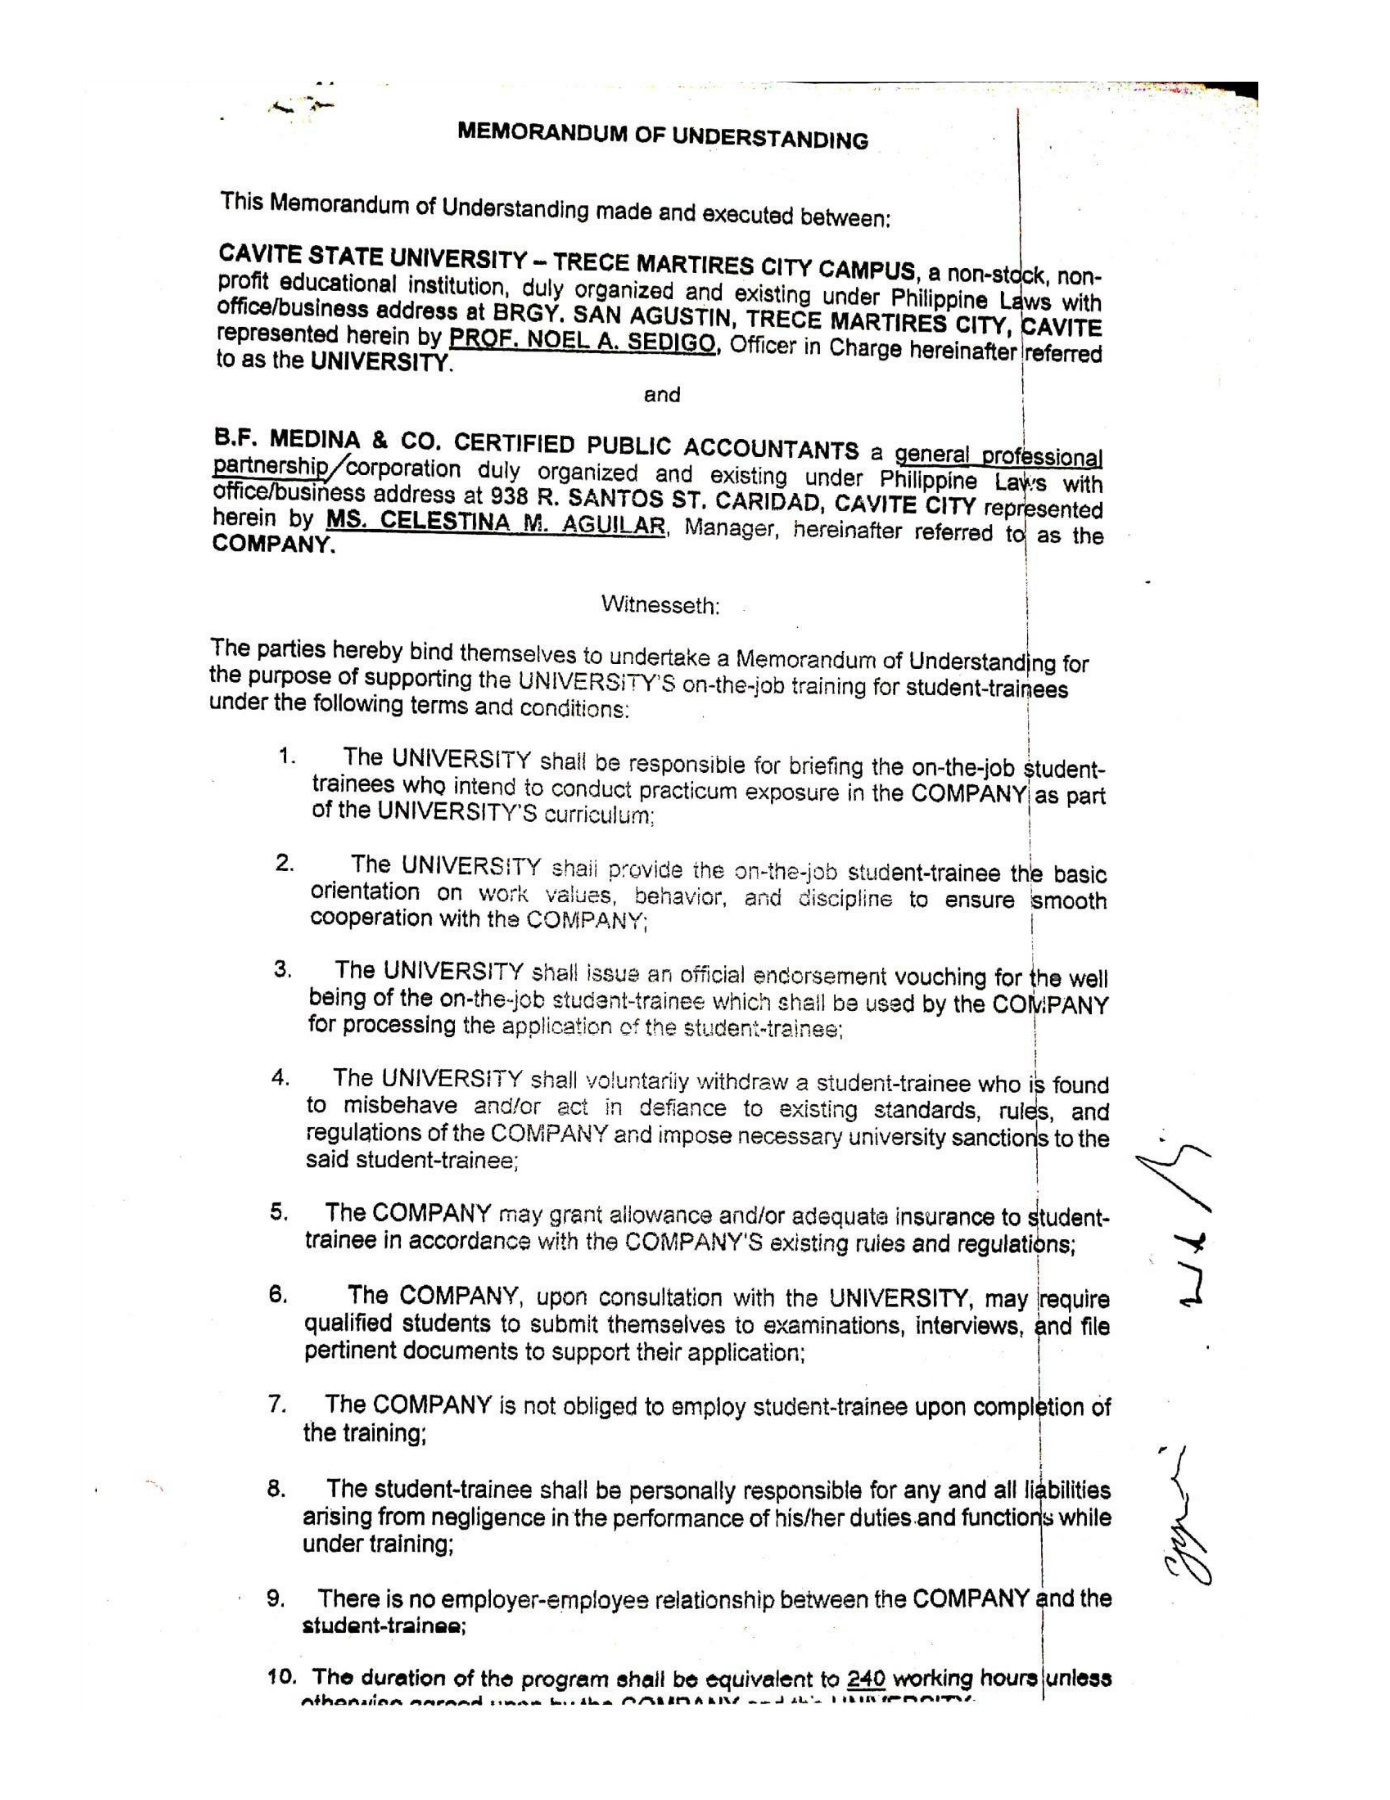 MEMORANDUM OF UNDERSTANDING
This Memorandum of Understanding made and executed between:
CAVITE STATE UNIVERSITY – TRECE MARTIRES CITY CAMPUS, a non-stock, non-
profit educational institution, duly organized and existing under Philippine Laws with
office/business address at BRGY. SAN AGUSTIN, TRECE MARTIRES CITY, CAVITE
represented herein by PROF. NOEL A. SEDIGO, Officer in Charge hereinafter referred
to as the UNIVERSITY.
and
B.F. MEDINA & CO. CERTIFIED PUBLIC ACCOUNTANTS a general professional
partnership/corporation duly organized and existing under Philippine Laws with
office/business address at 938 R. SANTOS ST. CARIDAD, CAVITE CITY represented
herein by MS. CELESTINA M. AGUILAR, Manager, hereinafter referred to as the
COMPANY.
Witnesseth:
The parties hereby bind themselves to undertake a Memorandum of Understanding for
the purpose of supporting the UNIVERSITY'S on-the-job training for student-trainees
under the following terms and conditions:
1. The UNIVERSITY shall be responsible for briefing the on-the-job student-
trainees who intend to conduct practicum exposure in the COMPANY as part
of the UNIVERSITY'S curriculum;
2. The UNIVERSITY shall provide the on-the-job student-trainee the basic
orientation on work values, behavior, and discipline to ensure smooth
cooperation with the COMPANY;
3. The UNIVERSITY shall issue an official endorsement vouching for the well
being of the on-the-job student-trainee which shall be used by the COMPANY
for processing the application of the student-trainee;
4. The UNIVERSITY shall voluntarily withdraw a student-trainee who is found
to misbehave and/or act in defiance to existing standards, rules, and
regulations of the COMPANY and impose necessary university sanctions to the
said student-trainee;
5. The COMPANY may grant allowance and/or adequate insurance to student-
trainee in accordance with the COMPANY'S existing rules and regulations;
6. The COMPANY, upon consultation with the UNIVERSITY, may require
qualified students to submit themselves to examinations, interviews, and file
pertinent documents to support their application;
7. The COMPANY is not obliged to employ student-trainee upon completion of
the training;
8. The student-trainee shall be personally responsible for any and all liabilities
arising from negligence in the performance of his/her duties and functions while
under training;
9. There is no employer-employee relationship between the COMPANY and the
student-trainee;
10. The duration of the program shall be equivalent to 240 working hours unless
otherwise agreed upon by the COMPANY and the UNIVERSITY;